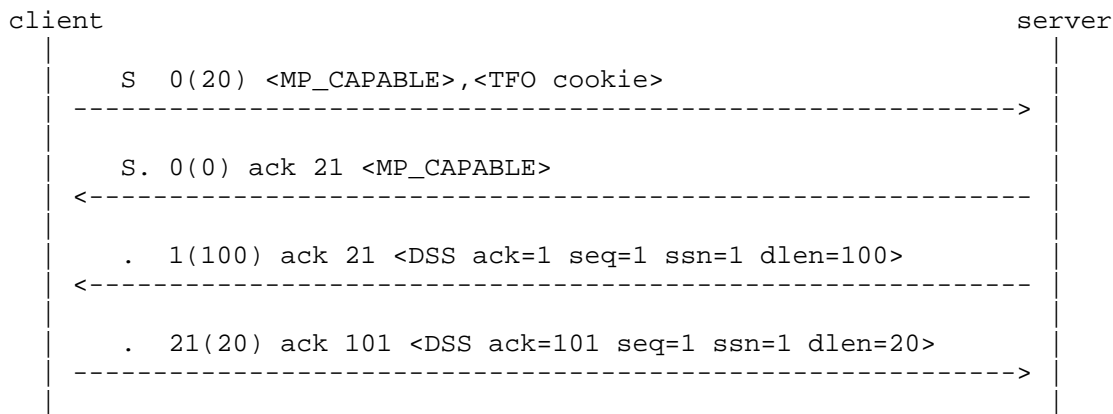 client server
S 0(20) <MP_CAPABLE>,<TFO cookie>
----------------------------------------------------------->
S. 0(0) ack 21 <MP_CAPABLE>
<-----------------------------------------------------------
. 1(100) ack 21 <DSS ack=1 seq=1 ssn=1 dlen=100>
<-----------------------------------------------------------
. 21(20) ack 101 <DSS ack=101 seq=1 ssn=1 dlen=20>
----------------------------------------------------------->